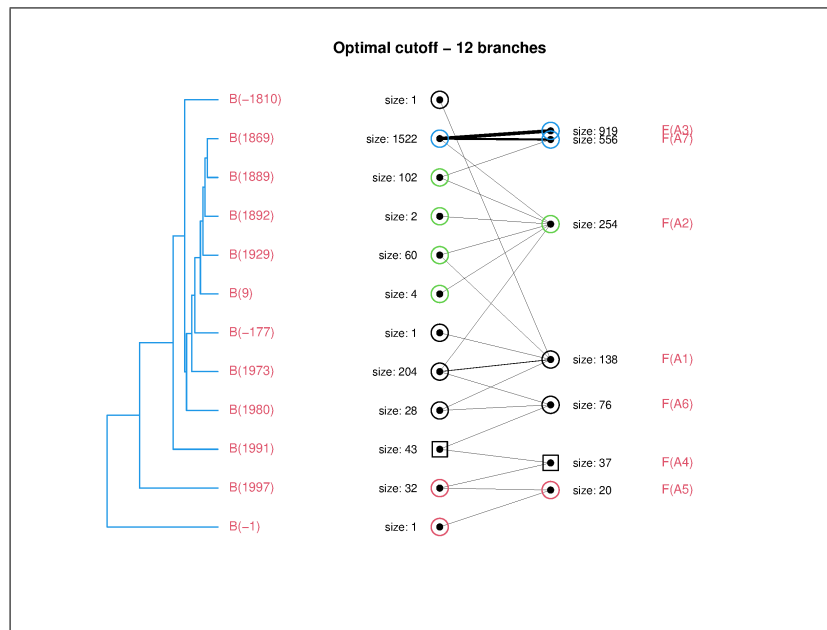 Optimal cutoff – 12 branches
B(−1810) size: 1
size: 919 F(A3)
B(1869) size: 1522 size: 556 F(A7)
B(1889) size: 102
B(1892) size: 2
size: 254 F(A2)
B(1929) size: 60
B(9) size: 4
B(−177) size: 1
size: 138 F(A1)
B(1973) size: 204
size: 76 F(A6)
B(1980) size: 28
B(1991) size: 43
size: 37 F(A4)
B(1997) size: 32 size: 20 F(A5)
B(−1) size: 1